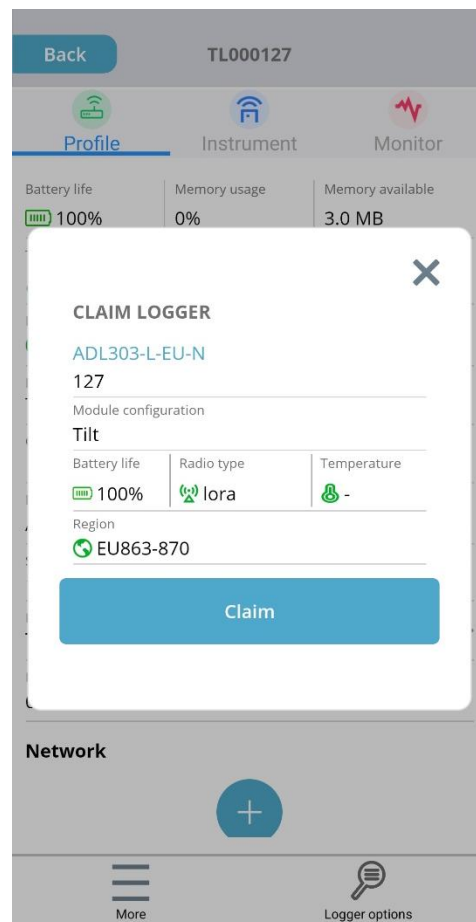 Back
TL000127
Profile
Instrument
Monitor
Battery life
Memory usage
Memory available
100%
0%
3.0 MB
CLAIM LOGGER
ADL303-L-EU-N
127
Module configuration
Tilt
Battery life
Radio type
Temperature
100%
lora
-
Region
EU863-870
Claim
Network
More
Logger options